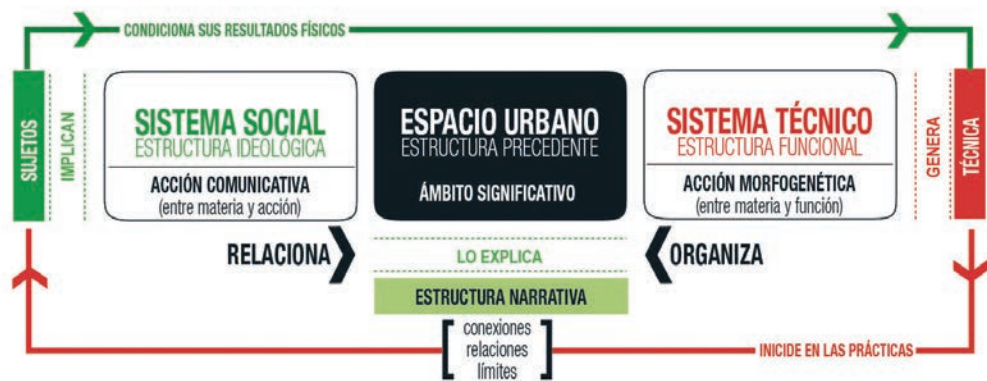 CONDICIONA SUS RESULTADOS FÍSICOS
SUJETOS
IMPLICAN
SISTEMA SOCIAL
ESTRUCTURA IDEOLÓGICA
ACCIÓN COMUNICATIVA
(entre materia y acción)
ESPACIO URBANO
ESTRUCTURA PRECEDENTE
ÁMBITO SIGNIFICATIVO
SISTEMA TÉCNICO
ESTRUCTURA FUNCIONAL
ACCIÓN MORFOGENÉTICA
(entre materia y función)
GENERA
TÉCNICA
RELACIONA
LO EXPLICA
ORGANIZA
ESTRUCTURA NARRATIVA
conexiones
relaciones
límites
INICIDE EN LAS PRÁCTICAS